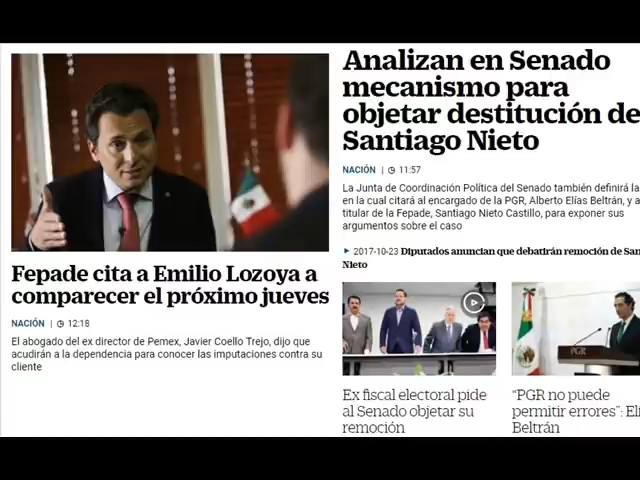 Fepade cita a Emilio Lozoya a
comparecer el próximo jueves
NACIÓN | 12:18
El abogado del ex director de Pemex, Javier Coello Trejo, dijo que
acudirán a la dependencia para conocer las imputaciones contra su
cliente
Analizan en Senado
mecanismo para
objetar destitución de
Santiago Nieto
NACIÓN | 11:57
La Junta de Coordinación Política del Senado también definirá la
en la cual citará al encargado de la PGR, Alberto Elías Beltrán, y a
titular de la Fepade, Santiago Nieto Castillo, para exponer sus
argumentos sobre el caso
2017-10-23 Diputados anuncian que debatirán remoción de San
Nieto
PGR
Ex fiscal electoral pide
al Senado objetar su
remoción
“PGR no puede
permitir errores”: Elí
Beltrán